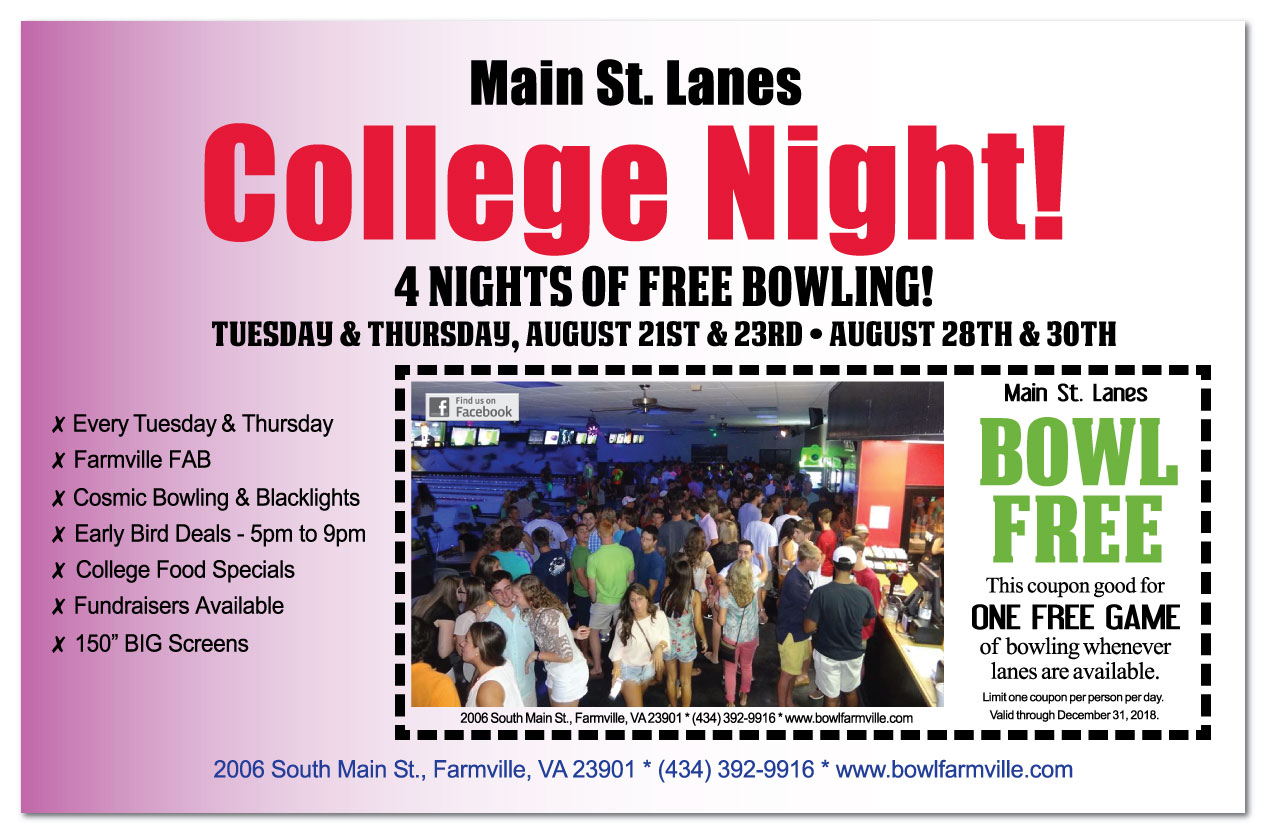 Main St. Lanes
College Night!
4 NIGHTS OF FREE BOWLING!
TUESDAY & THURSDAY, AUGUST 21ST & 23RD • AUGUST 28TH & 30TH
✗ Every Tuesday & Thursday
✗ Farmville FAB
✗ Cosmic Bowling & Blacklights
✗ Early Bird Deals - 5pm to 9pm
✗ College Food Specials
✗ Fundraisers Available
✗ 150” BIG Screens
f Find us on
Facebook
2006 South Main St., Farmville, VA 23901 * (434) 392-9916 * www.bowlfarmville.com
Main St. Lanes
BOWL
FREE
This coupon good for
ONE FREE GAME
of bowling whenever
lanes are available.
Limit one coupon per person per day.
Valid through December 31, 2018.
2006 South Main St., Farmville, VA 23901 * (434) 392-9916 * www.bowlfarmville.com